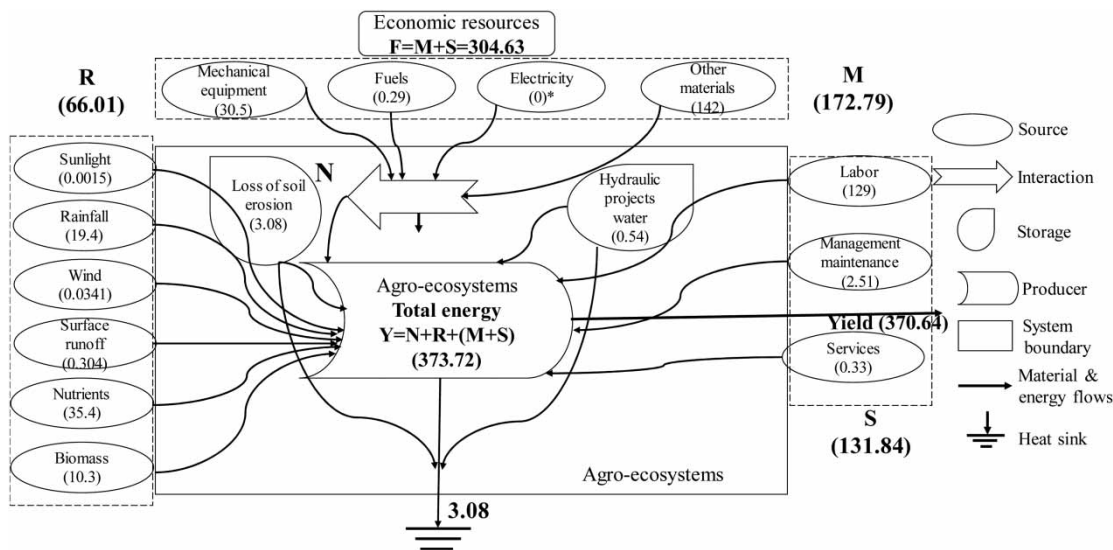 Economic resources
F=M+S=304.63
R
(66.01)
Mechanical
equipment
(30.5)
Fuels
(0.29)
Electricity
(0)*
Other
materials
(142)
M
(172.79)
Sunlight
(0.0015)
Rainfall
(19.4)
Wind
(0.0341)
Surface
runoff
(0.304)
Nutrients
(35.4)
Biomass
(10.3)
Loss of soil
erosion
(3.08)
N
Hydraulic
projects
water
(0.54)
Agro-ecosystems
Total energy
Y=N+R+(M+S)
(373.72)
Labor
(129)
Management
maintenance
(2.51)
Yield (370.64)
Services
(0.33)
S
(131.84)
Agro-ecosystems
3.08
Source
Interaction
Storage
Producer
System
boundary
Material &
energy flows
Heat sink